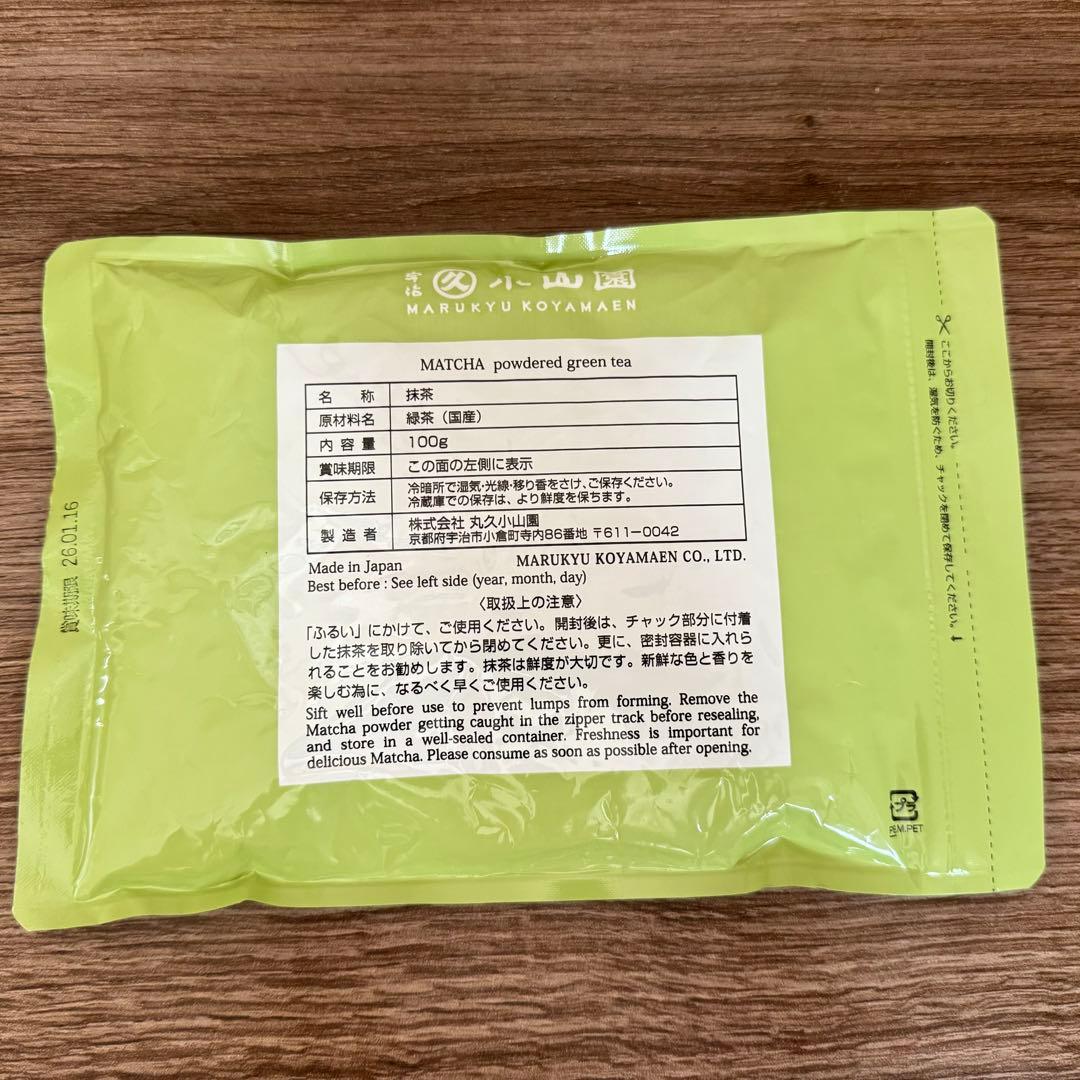 宇治 久 小山園
MARUKYU KOYAMAEN
MATCHA powdered green tea
名 称 抹茶
原材料名 緑茶（国産）
内 容 量 100g
賞味期限 この面の左側に表示
保存方法 冷暗所で湿気・光線・移り香をさけ、ご保存ください。
冷蔵庫での保存は、より鮮度を保ちます。
製 造 者 株式会社 丸久小山園
京都府宇治市小倉町寺内86番地 〒611-0042
Made in Japan MARUKYU KOYAMAEN CO., LTD.
Best before : See left side (year, month, day)
〈取扱上の注意〉
「ふるい」にかけて、ご使用ください。開封後は、チャック部分に付着
した抹茶を取り除いてから閉めてください。更に、密封容器に入れら
れることをお勧めします。抹茶は鮮度が大切です。新鮮な色と香りを
楽しむ為に、なるべく早くご使用ください。
Sift well before use to prevent lumps from forming. Remove the
Matcha powder getting caught in the zipper track before resealing,
and store in a well-sealed container. Freshness is important for
delicious Matcha. Please consume as soon as possible after opening.
賞味期限 26.01.16
ここからお切りください。
開封後は、湿気を防ぐため、チャックを閉めて保存してください。
プラ
PE,M,PET